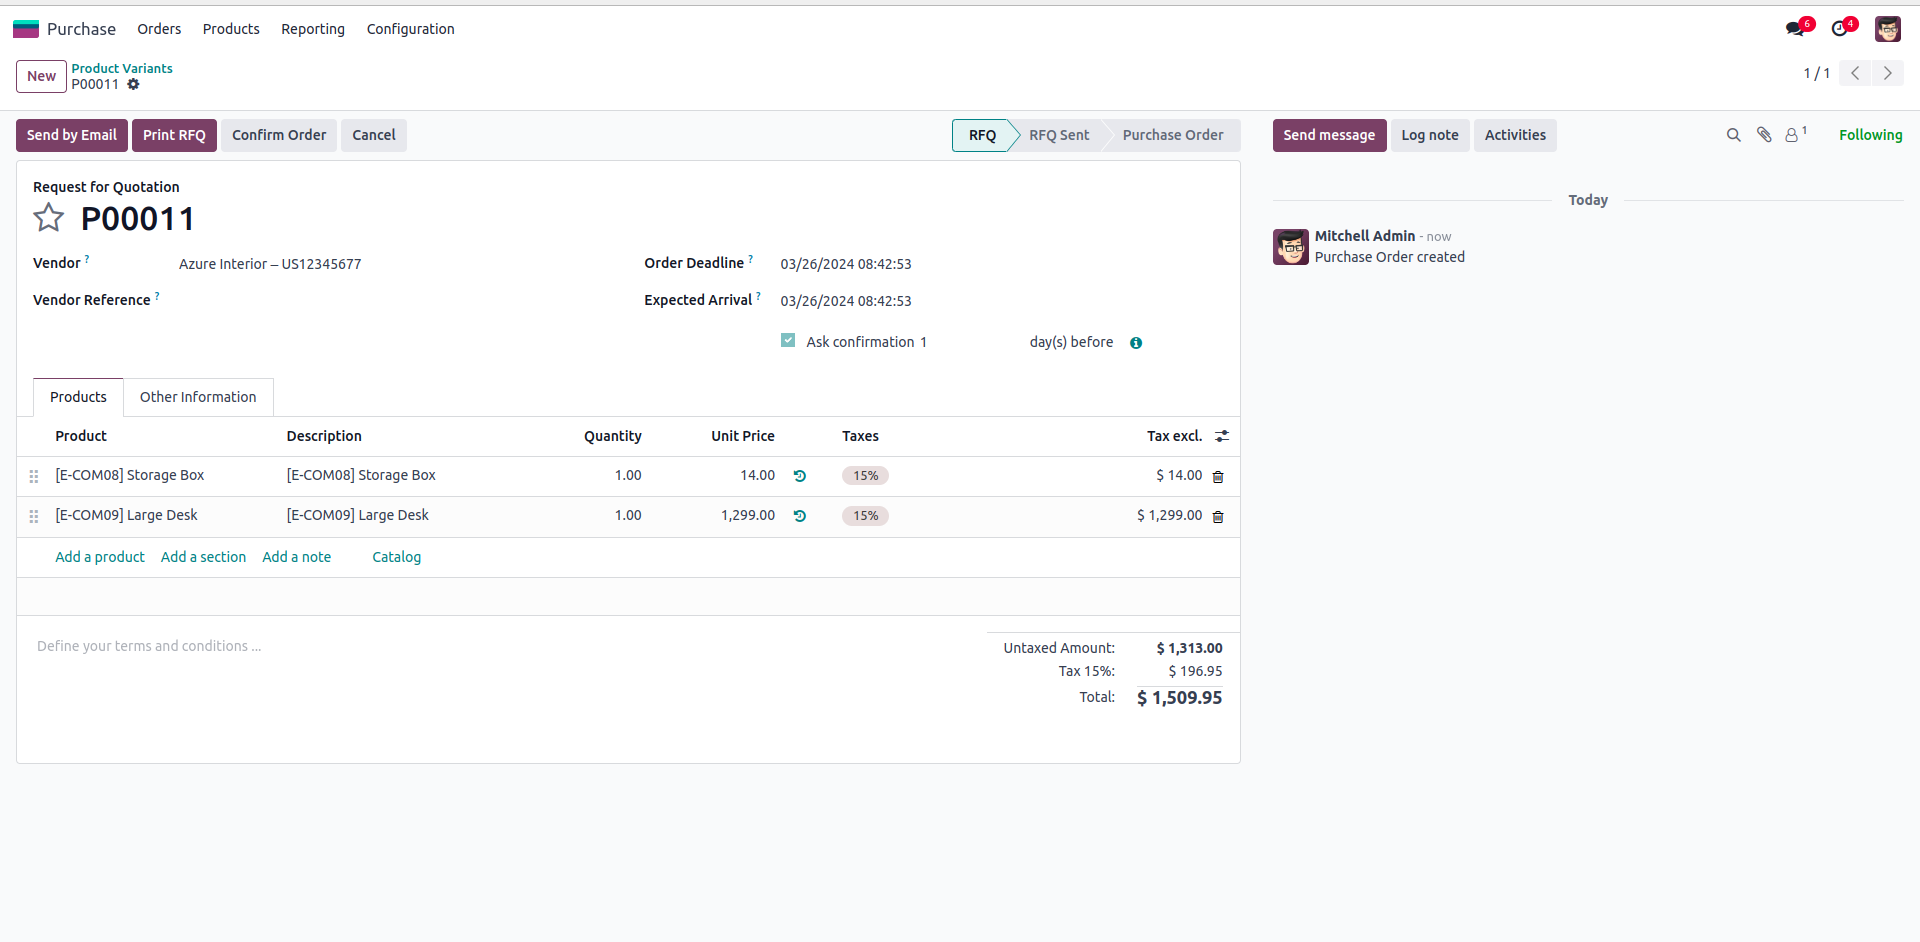 Purchase Orders Products Reporting Configuration 6 4
New Product Variants
P00011 1 / 1
Send by Email Print RFQ Confirm Order Cancel RFQ RFQ Sent Purchase Order Send message Log note Activities 1 Following
Request for Quotation
P00011
Today
Mitchell Admin - now
Purchase Order created
Vendor ? Azure Interior – US12345677 Order Deadline ? 03/26/2024 08:42:53
Vendor Reference ? Expected Arrival ? 03/26/2024 08:42:53
Ask confirmation 1 day(s) before
Products Other Information
Product Description Quantity Unit Price Taxes Tax excl.
[E-COM08] Storage Box [E-COM08] Storage Box 1.00 14.00 15% $ 14.00
[E-COM09] Large Desk [E-COM09] Large Desk 1.00 1,299.00 15% $ 1,299.00
Add a product Add a section Add a note Catalog
Define your terms and conditions ... Untaxed Amount: $ 1,313.00
Tax 15%: $ 196.95
Total: $ 1,509.95